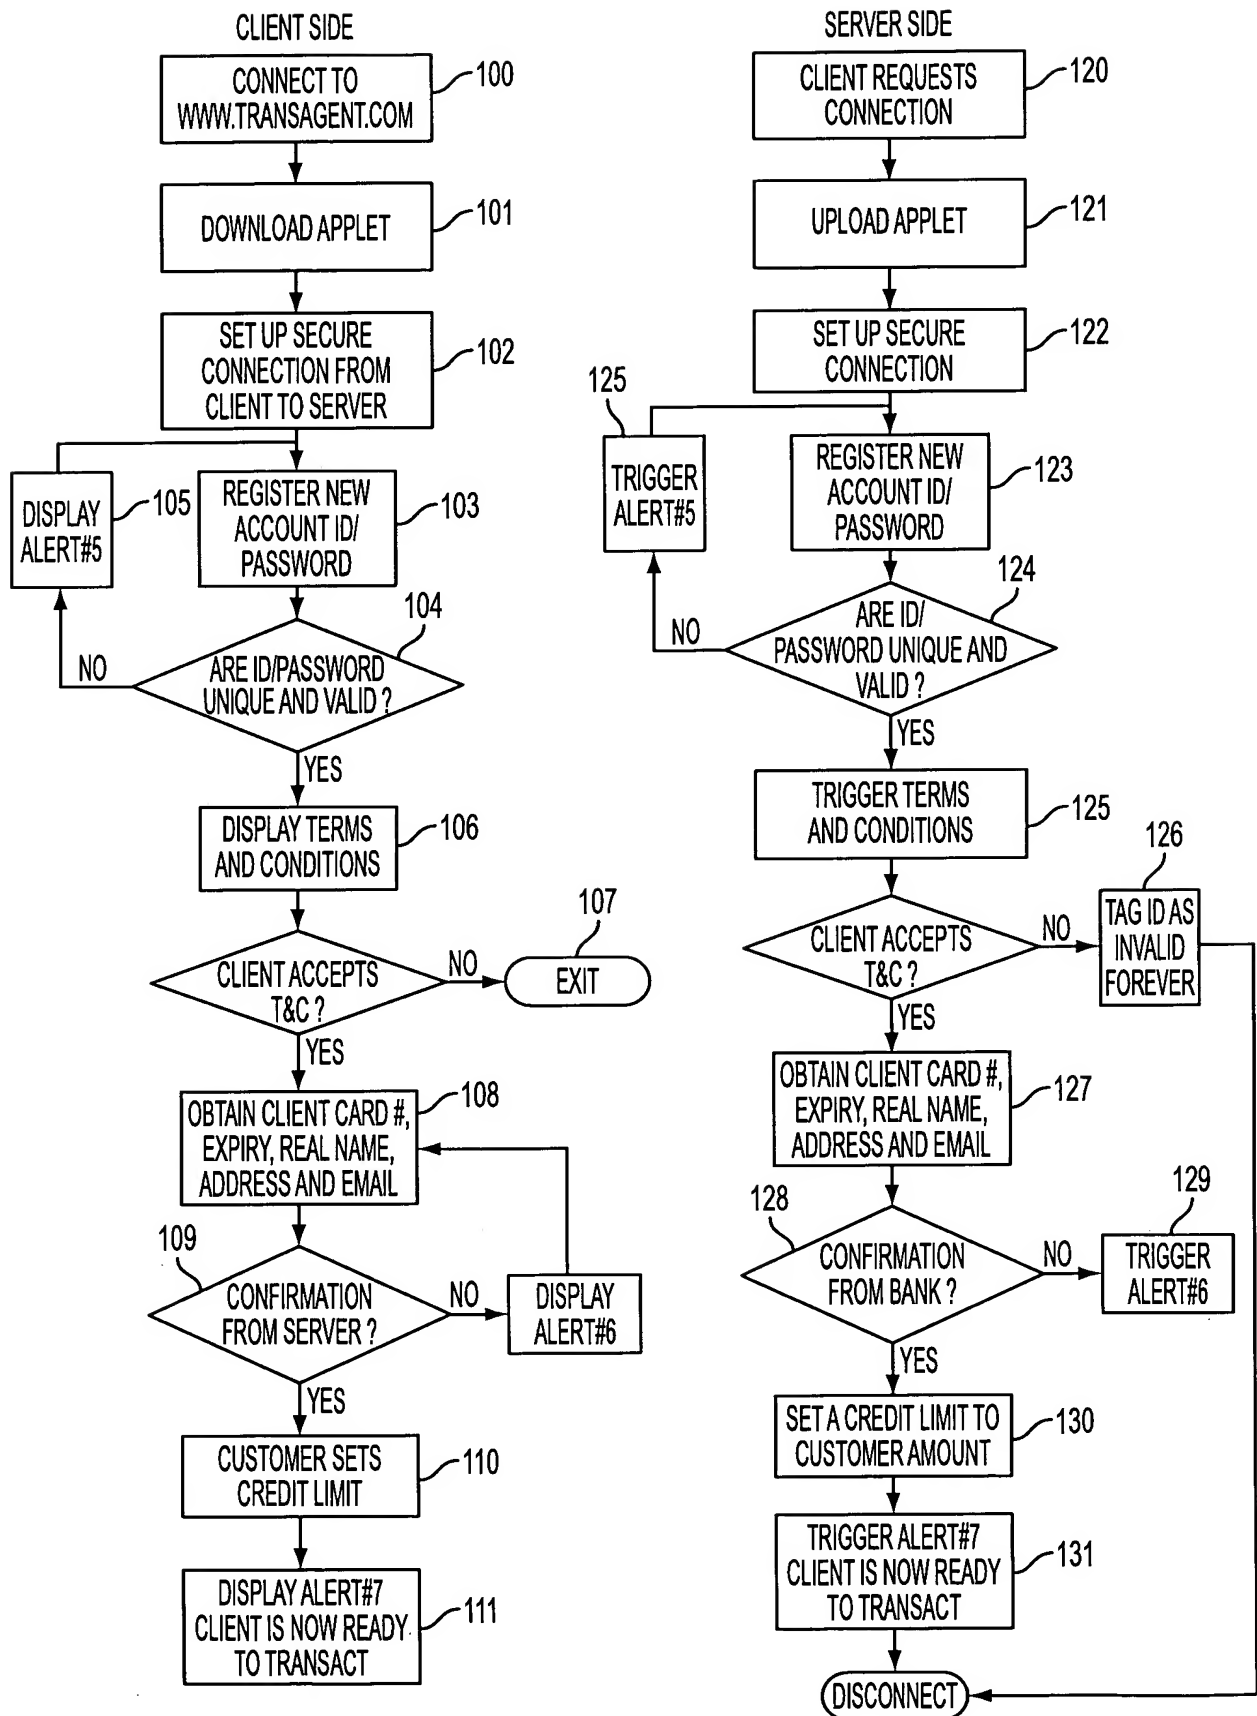 CLIENT SIDE
CONNECT TO
WWW.TRANSAGENT.COM
100
DOWNLOAD APPLET
101
SET UP SECURE
CONNECTION FROM
CLIENT TO SERVER
102
DISPLAY
ALERT#5
105
REGISTER NEW
ACCOUNT ID/
PASSWORD
103
104
ARE ID/PASSWORD
UNIQUE AND VALID ?
NO
YES
DISPLAY TERMS
AND CONDITIONS
106
CLIENT ACCEPTS
T&C ?
NO
107
EXIT
YES
OBTAIN CLIENT CARD #,
EXPIRY, REAL NAME,
ADDRESS AND EMAIL
108
109
CONFIRMATION
FROM SERVER ?
NO
DISPLAY
ALERT#6
YES
CUSTOMER SETS
CREDIT LIMIT
110
DISPLAY ALERT#7
CLIENT IS NOW READY
TO TRANSACT
111
SERVER SIDE
CLIENT REQUESTS
CONNECTION
120
UPLOAD APPLET
121
SET UP SECURE
CONNECTION
122
125
TRIGGER
ALERT#5
REGISTER NEW
ACCOUNT ID/
PASSWORD
123
124
ARE ID/
PASSWORD UNIQUE AND
VALID ?
NO
YES
TRIGGER TERMS
AND CONDITIONS
125
CLIENT ACCEPTS
T&C ?
NO
126
TAG ID AS
INVALID
FOREVER
YES
OBTAIN CLIENT CARD #,
EXPIRY, REAL NAME,
ADDRESS AND EMAIL
127
128
CONFIRMATION
FROM BANK ?
NO
129
TRIGGER
ALERT#6
YES
SET A CREDIT LIMIT TO
CUSTOMER AMOUNT
130
TRIGGER ALERT#7
CLIENT IS NOW READY
TO TRANSACT
131
DISCONNECT